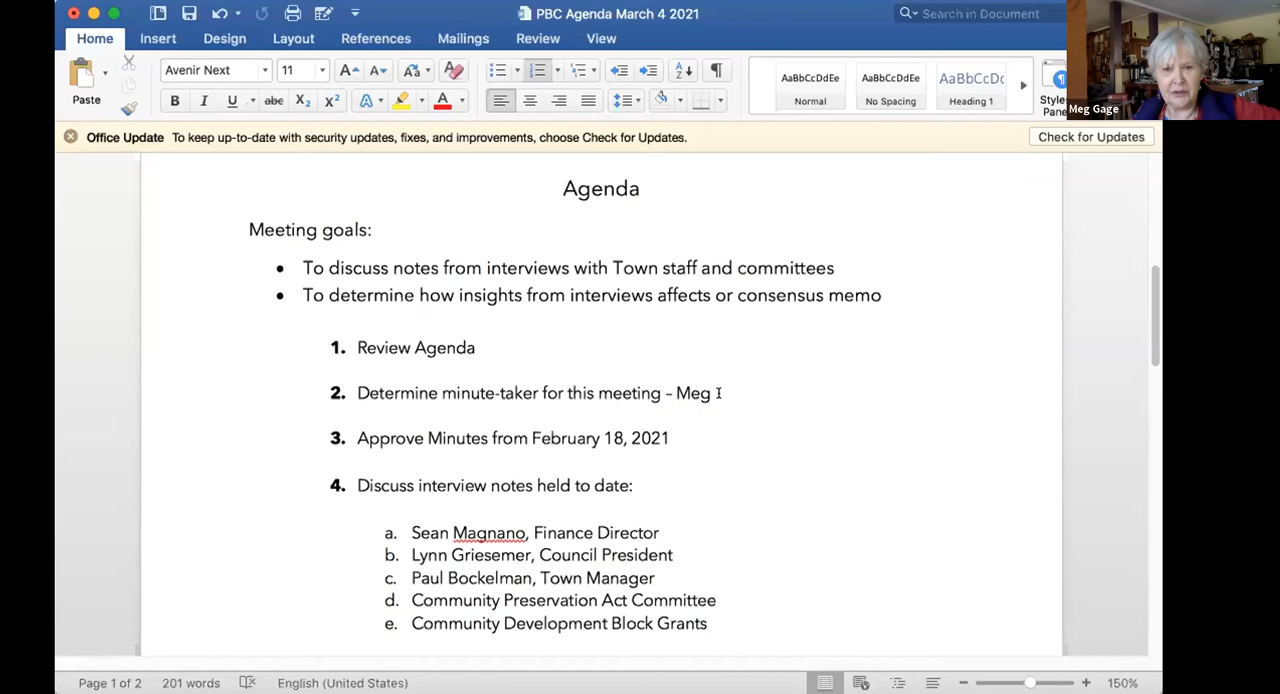 PBC Agenda March 4 2021
Search in Document
Home Insert Design Layout References Mailings Review View
Paste
Avenir Next 11
AaBbCcDdEe AaBbCcDdEe AaBbCcDc
Normal No Spacing Heading 1
Styles
Pane
Meg Gage
Office Update To keep up-to-date with security updates, fixes, and improvements, choose Check for Updates.
Check for Updates
Agenda
Meeting goals:
• To discuss notes from interviews with Town staff and committees
• To determine how insights from interviews affects or consensus memo
1. Review Agenda
2. Determine minute-taker for this meeting – Meg
3. Approve Minutes from February 18, 2021
4. Discuss interview notes held to date:
a. Sean Magnano, Finance Director
b. Lynn Griesemer, Council President
c. Paul Bockelman, Town Manager
d. Community Preservation Act Committee
e. Community Development Block Grants
Page 1 of 2 201 words English (United States) 150%